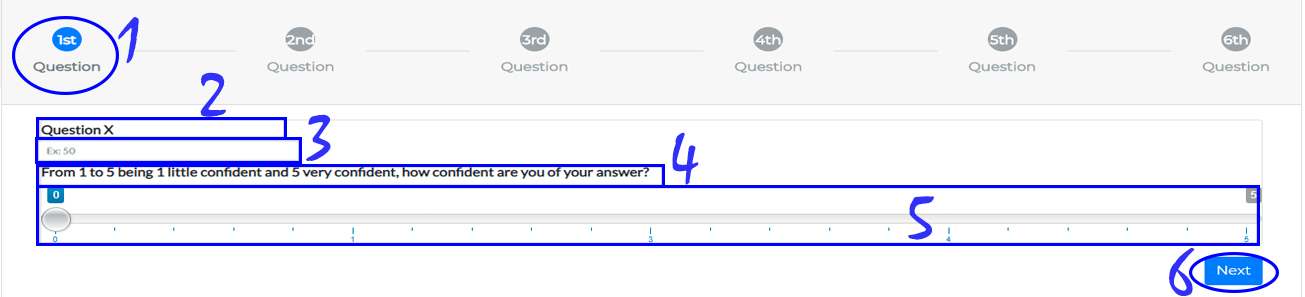 1st 2nd 3rd 4th 5th 6th
1
Question Question Question Question Question Question
2
Question X
3
Ex: 50
4
From 1 to 5 being 1 little confident and 5 very confident, how confident are you of your answer?
0 5
5
0 1 3 4 5
6
Next